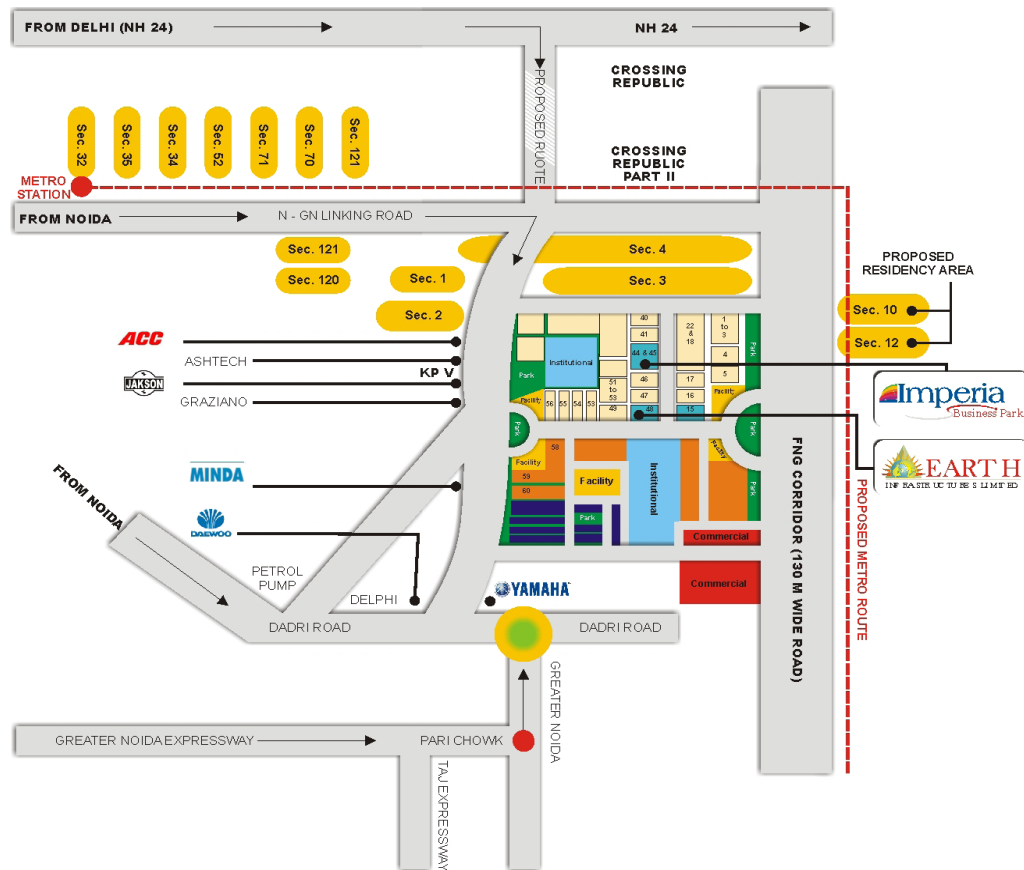 FROM DELHI (NH 24)
NH 24
PROPOSED RUOTE
CROSSING
REPUBLIC
CROSSING
REPUBLIC
PART II
Sec. 32
Sec. 35
Sec. 34
Sec. 52
Sec. 71
Sec. 70
Sec. 121
METRO
STATION
FROM NOIDA
N - GN LINKING ROAD
Sec. 121
Sec. 120
Sec. 1
Sec. 2
Sec. 4
Sec. 3
PROPOSED
RESIDENCY AREA
Sec. 10
Sec. 12
ACC
ASHTECH
KP V
JAKSON
GRAZIANO
MINDA
DAEWOO
FROM NOIDA
PETROL
PUMP
DELPHI
YAMAHA
DADRI ROAD
DADRI ROAD
Institutional
Park
Facility
56
55
54
53
51
to
53
49
40
41
44 & 45
46
47
48
22
&
18
17
16
15
1
to
3
4
5
Park
Facility
Park
Park
Facility
58
59
60
Facility
Park
Institutional
Facility
Park
Commercial
Commercial
FNG CORRIDOR (130 M WIDE ROAD)
PROPOSED METRO ROUTE
Imperia
Business Park
EARTH
INFRASTRUCTURES LIMITED
GREATER NOIDA
GREATER NOIDA EXPRESSWAY
PARI CHOWK
TAJ EXPRESSWAY